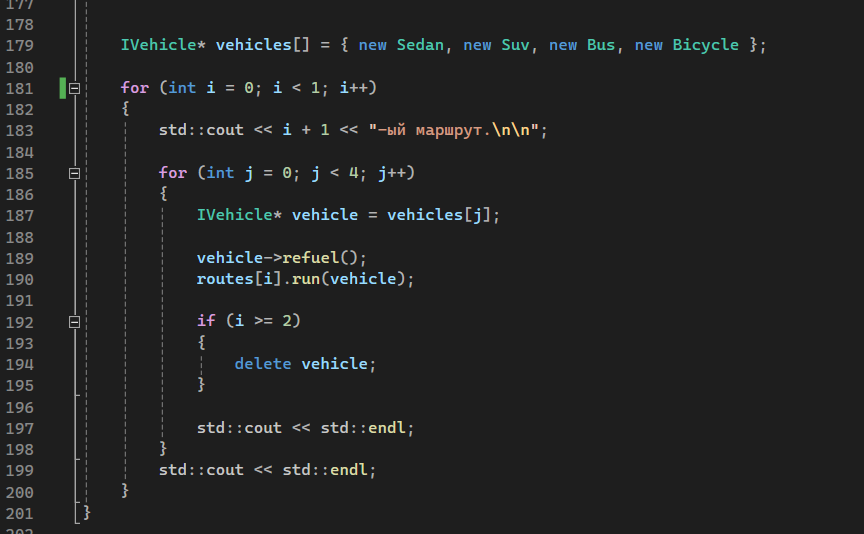 177
178
179 IVehicle* vehicles[] = { new Sedan, new Suv, new Bus, new Bicycle };
180
181 for (int i = 0; i < 1; i++)
182 {
183 std::cout << i + 1 << "-ый маршрут.\n\n";
184
185 for (int j = 0; j < 4; j++)
186 {
187 IVehicle* vehicle = vehicles[j];
188
189 vehicle->refuel();
190 routes[i].run(vehicle);
191
192 if (i >= 2)
193 {
194 delete vehicle;
195 }
196
197 std::cout << std::endl;
198 }
199 std::cout << std::endl;
200 }
201 }
202